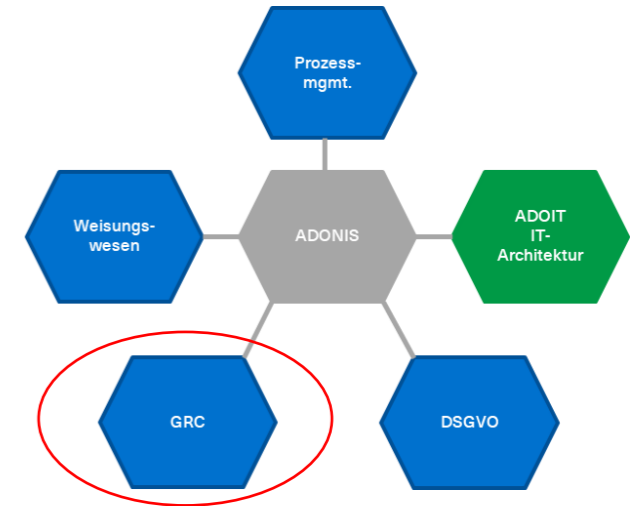 Prozess-
mgmt.
Weisungs-
wesen
ADONIS
ADOIT
IT-
Architektur
GRC
DSGVO